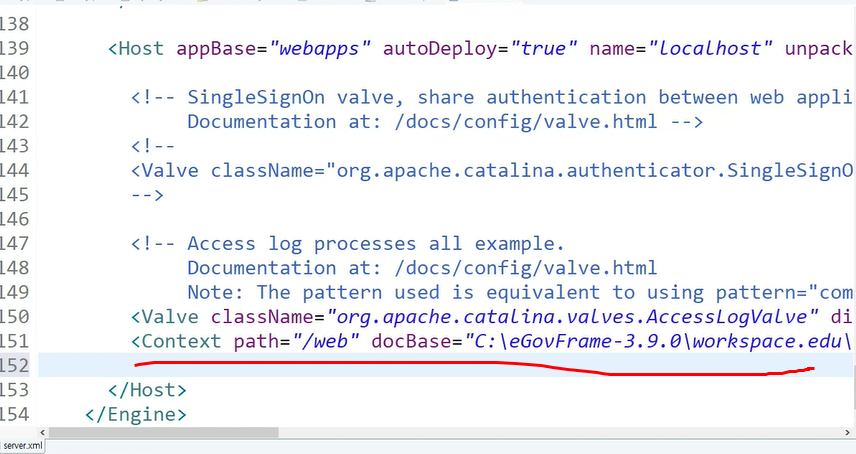 138
139 <Host appBase="webapps" autoDeploy="true" name="localhost" unpack
140
141 <!-- SingleSignOn valve, share authentication between web appli
142 Documentation at: /docs/config/valve.html -->
143 <!--
144 <Valve className="org.apache.catalina.authenticator.SingleSignO
145 -->
146
147 <!-- Access log processes all example.
148 Documentation at: /docs/config/valve.html
149 Note: The pattern used is equivalent to using pattern="com
150 <Valve className="org.apache.catalina.valves.AccessLogValve" di
151 <Context path="/web" docBase="C:\eGovFrame-3.9.0\workspace.edu\
152
153 </Host>
154 </Engine>
server.xml